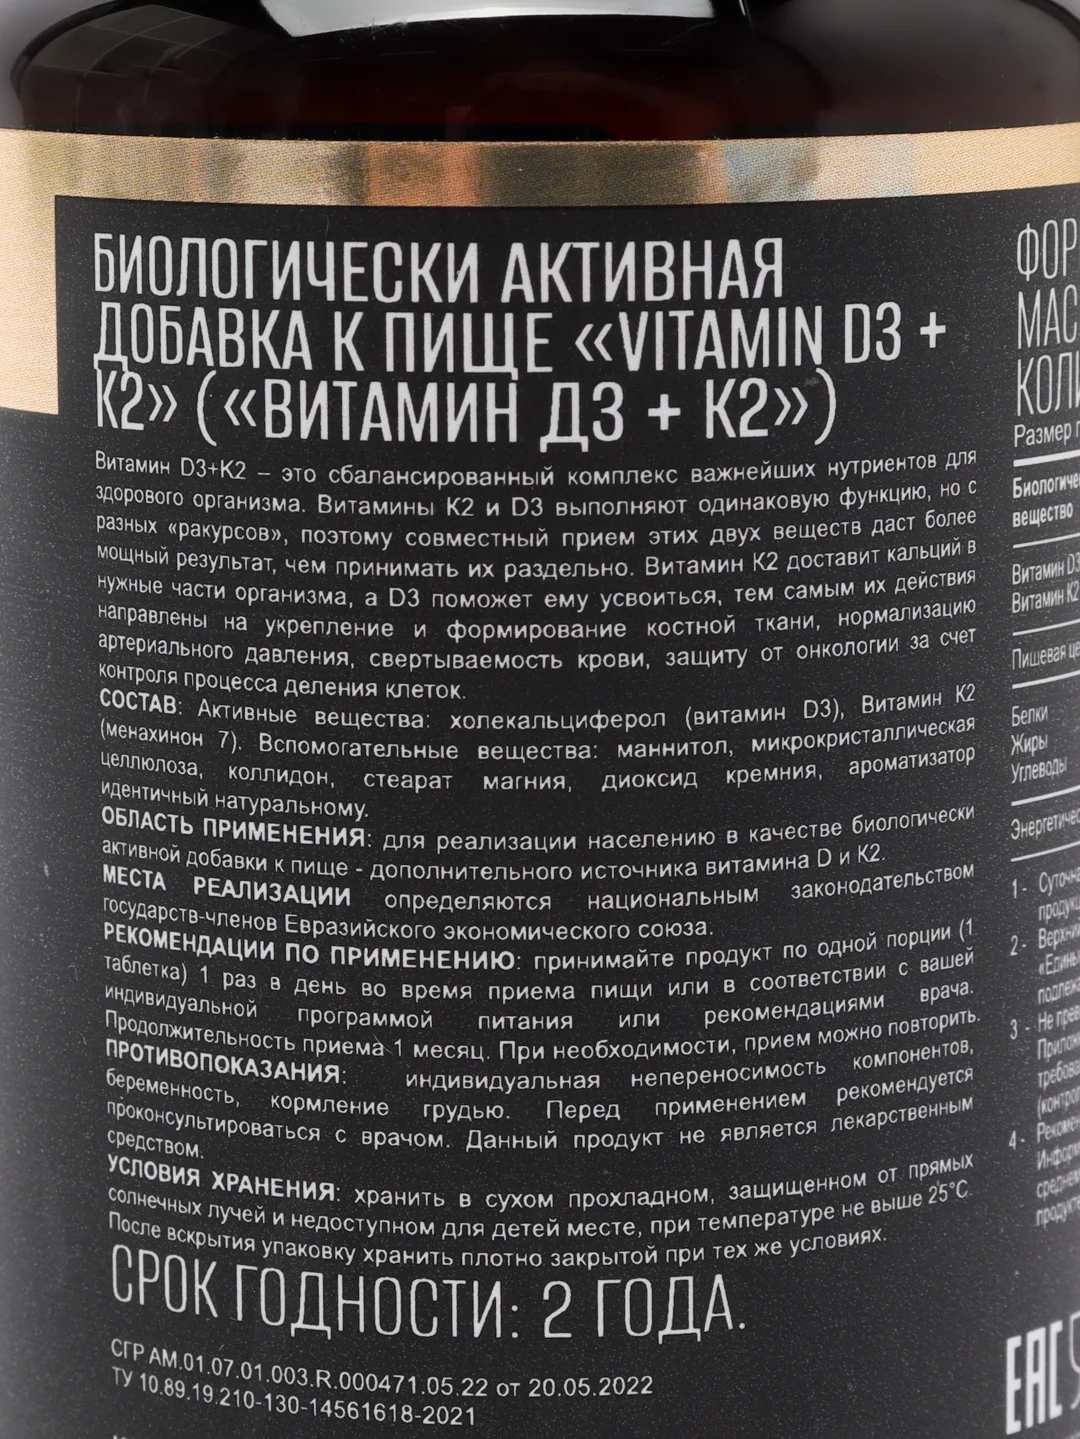 БИОЛОГИЧЕСКИ АКТИВНАЯ
ДОБАВКА К ПИЩЕ «VITAMIN D3 +
K2» («ВИТАМИН Д3 + К2»)
Витамин D3+K2 – это сбалансированный комплекс важнейших нутриентов для
здорового организма. Витамины К2 и D3 выполняют одинаковую функцию, но с
разных «ракурсов», поэтому совместный прием этих двух веществ даст более
мощный результат, чем принимать их раздельно. Витамин К2 доставит кальций в
нужные части организма, а D3 поможет ему усвоиться, тем самым их действия
направлены на укрепление и формирование костной ткани, нормализацию
артериального давления, свертываемость крови, защиту от онкологии за счет
контроля процесса деления клеток.
СОСТАВ: Активные вещества: холекальциферол (витамин D3), Витамин К2
(менахинон 7). Вспомогательные вещества: маннитол, микрокристаллическая
целлюлоза, коллидон, стеарат магния, диоксид кремния, ароматизатор
идентичный натуральному.
ОБЛАСТЬ ПРИМЕНЕНИЯ: для реализации населению в качестве биологически
активной добавки к пище - дополнительного источника витамина D и К2.
МЕСТА РЕАЛИЗАЦИИ определяются национальным законодательством
государств-членов Евразийского экономического союза.
РЕКОМЕНДАЦИИ ПО ПРИМЕНЕНИЮ: принимайте продукт по одной порции (1
таблетка) 1 раз в день во время приема пищи или в соответствии с вашей
индивидуальной программой питания или рекомендациями врача.
Продолжительность приема 1 месяц. При необходимости, прием можно повторить.
ПРОТИВОПОКАЗАНИЯ: индивидуальная непереносимость компонентов,
беременность, кормление грудью. Перед применением рекомендуется
проконсультироваться с врачом. Данный продукт не является лекарственным
средством.
УСЛОВИЯ ХРАНЕНИЯ: хранить в сухом прохладном, защищенном от прямых
солнечных лучей и недоступном для детей месте, при температуре не выше 25°С.
После вскрытия упаковку хранить плотно закрытой при тех же условиях.
СРОК ГОДНОСТИ: 2 ГОДА.
СГР AM.01.07.01.003.R.000471.05.22 от 20.05.2022
ТУ 10.89.19.210-130-14561618-2021
ФОР
МАС
КОЛИ
Размер
вещество
Витамин D3
Витамин К2
Пищевая
Белки
Жиры
Углеводы
1 -
2 -
3 - Не
4 -
EAC